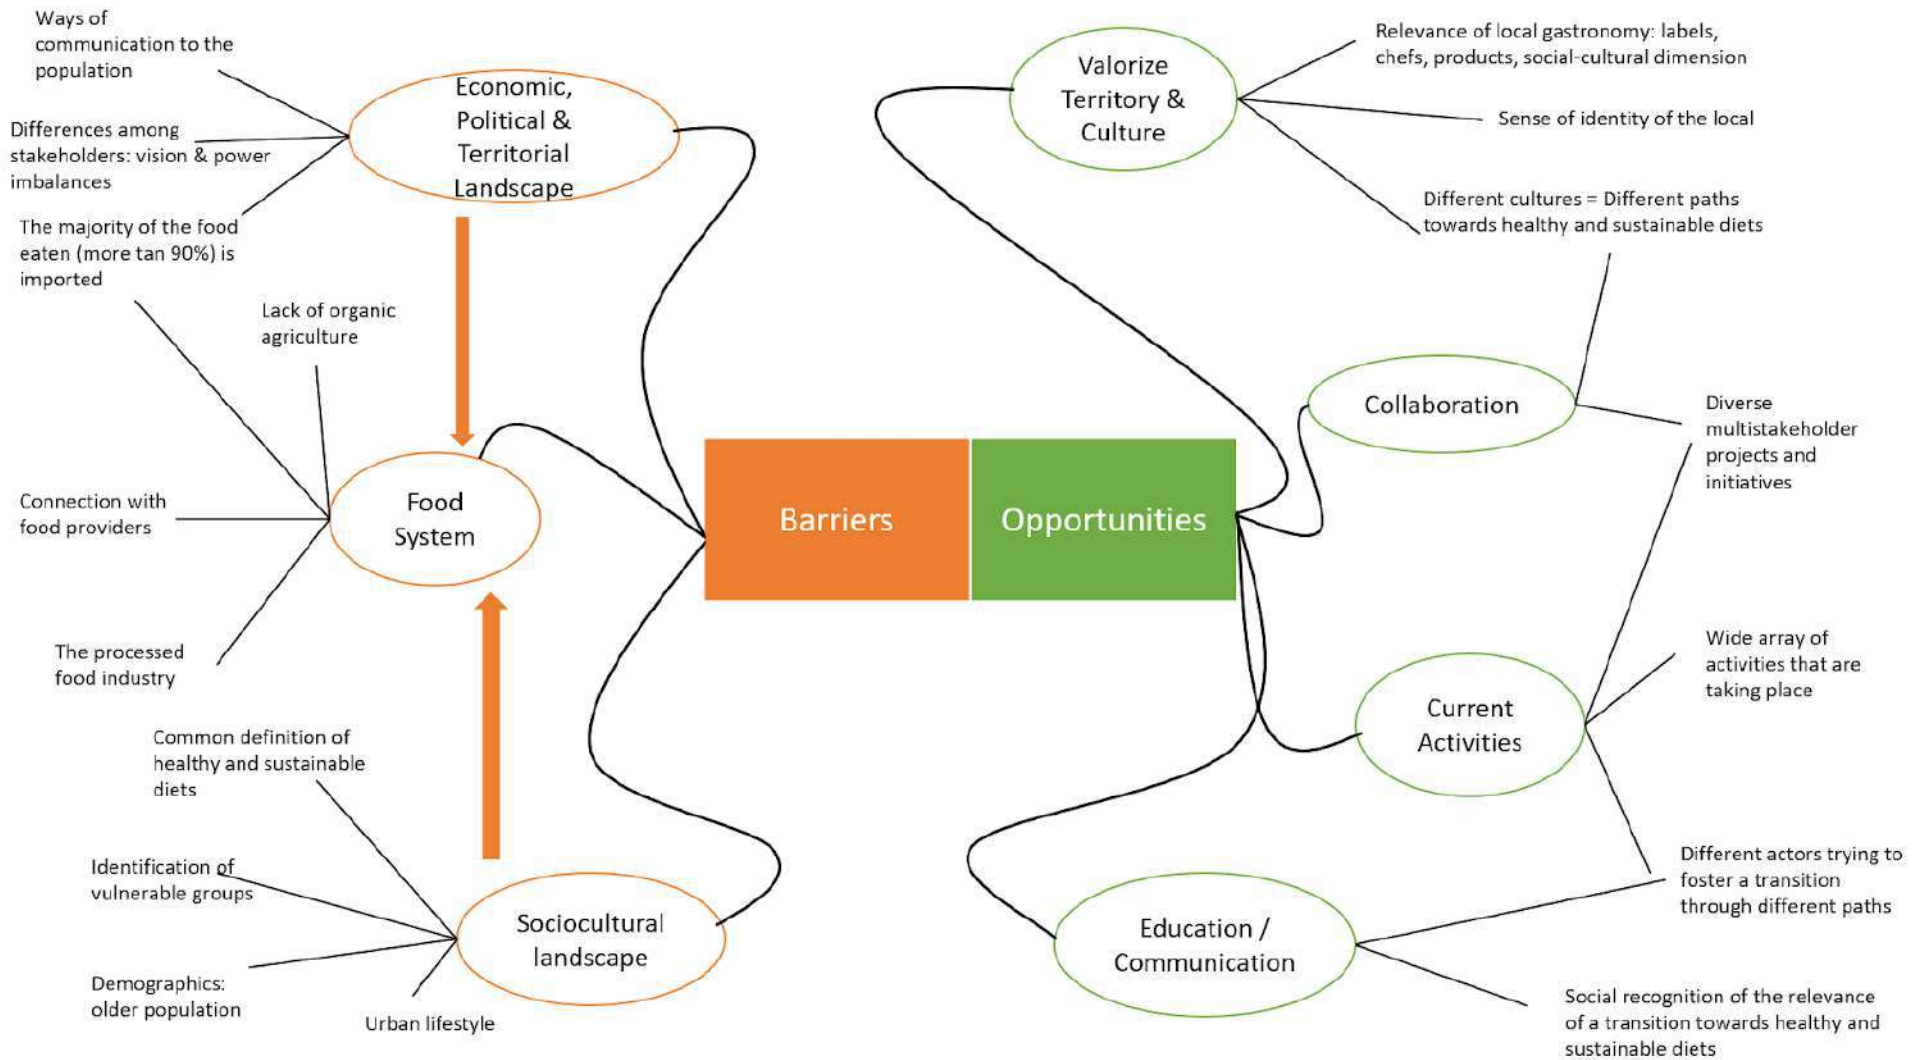 Ways of
communication to the
population
Economic,
Political &
Territorial
Landscape
Differences among
stakeholders: vision & power
imbalances
The majority of the food
eaten (more tan 90%) is
imported
Lack of organic
agriculture
Connection with
food providers
Food
System
The processed
food industry
Common definition of
healthy and sustainable
diets
Identification of
vulnerable groups
Sociocultural
landscape
Demographics:
older population
Urban lifestyle
Barriers
Opportunities
Valorize
Territory &
Culture
Relevance of local gastronomy: labels,
chefs, products, social-cultural dimension
Sense of identity of the local
Different cultures = Different paths
towards healthy and sustainable diets
Collaboration
Diverse
multistakeholder
projects and
initiatives
Current
Activities
Wide array of
activities that are
taking place
Different actors trying to
foster a transition
through different paths
Education /
Communication
Social recognition of the relevance
of a transition towards healthy and
sustainable diets